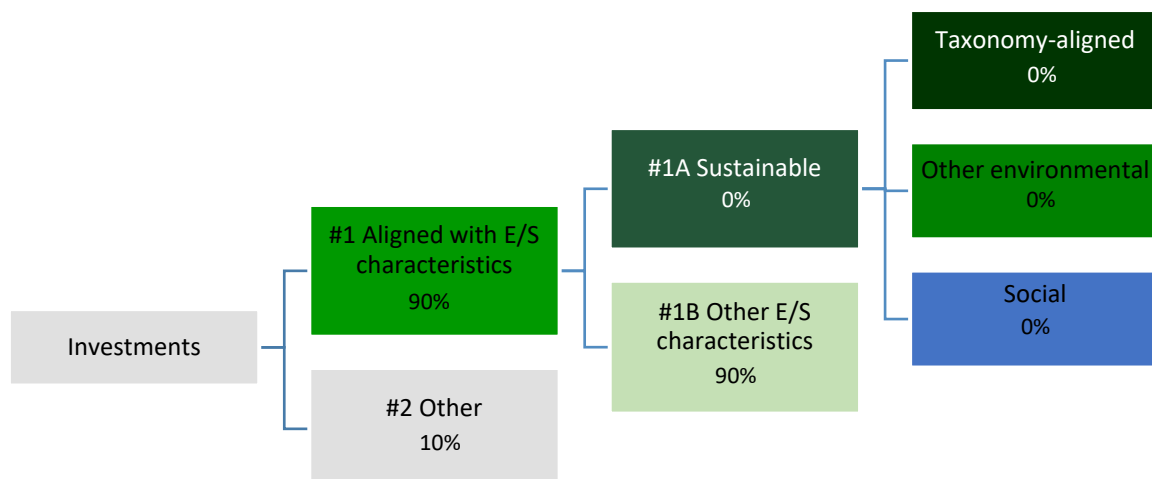 Investments
#1 Aligned with E/S
characteristics
90%
#2 Other
10%
#1A Sustainable
0%
#1B Other E/S
characteristics
90%
Taxonomy-aligned
0%
Other environmental
0%
Social
0%